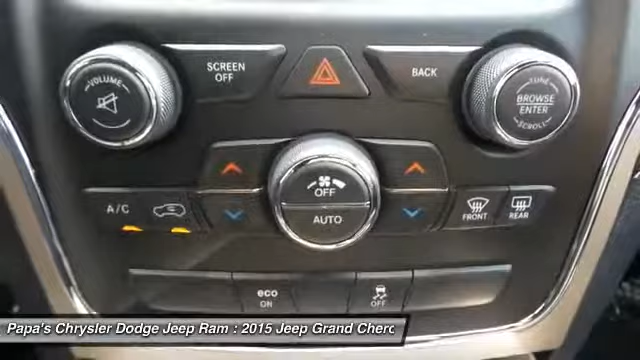 VOLUME
SCREEN
OFF
BACK
TUNE
BROWSE
ENTER
SCROLL
OFF
AUTO
A/C
FRONT
REAR
eco
ON
OFF
Papa's Chrysler Dodge Jeep Ram : 2015 Jeep Grand Cherc